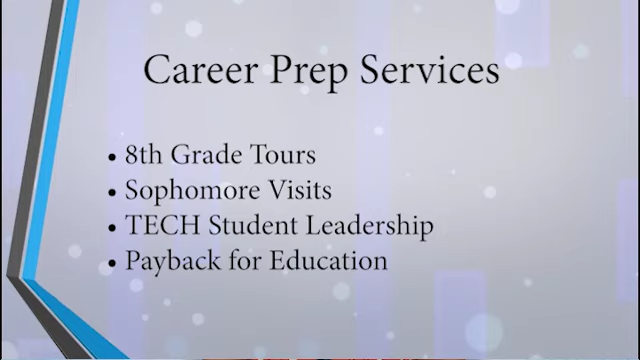 Career Prep Services
• 8th Grade Tours
• Sophomore Visits
• TECH Student Leadership
• Payback for Education